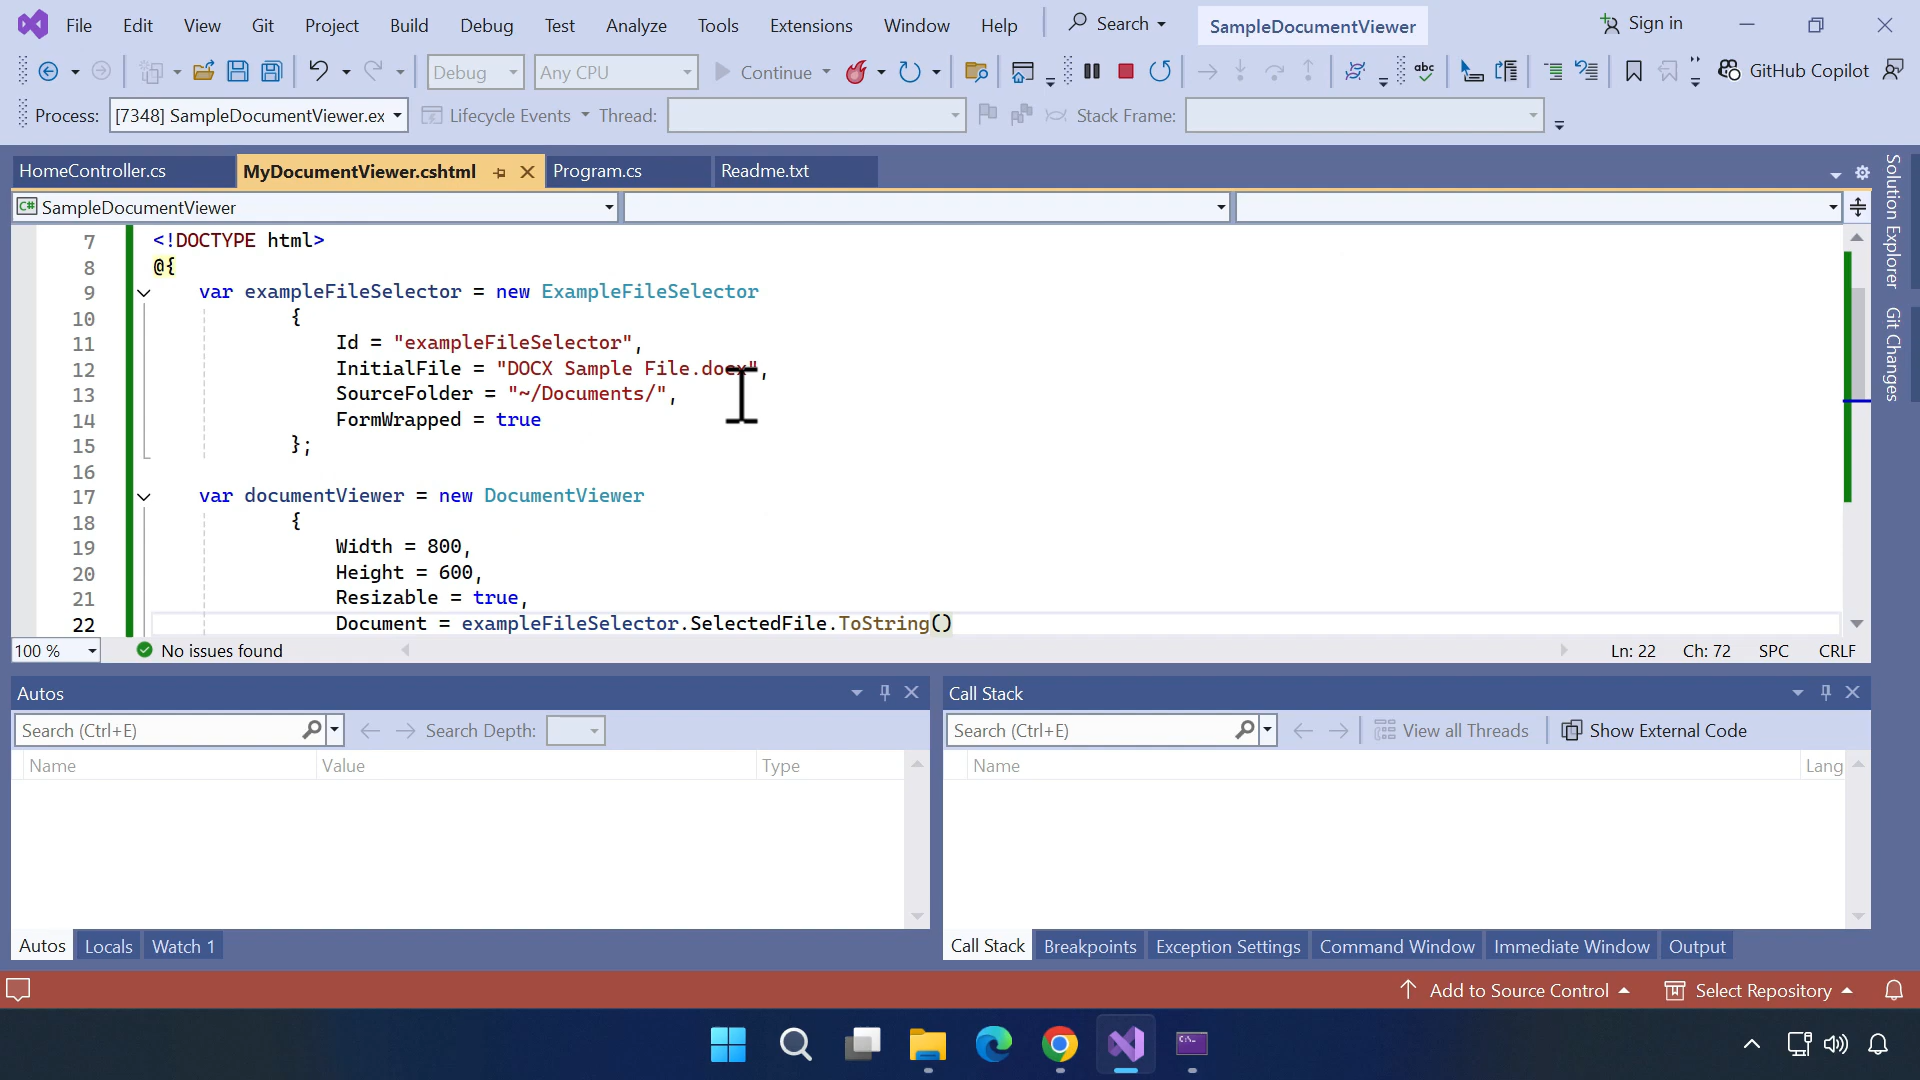 File Edit View Git Project Build Debug Test Analyze Tools Extensions Window Help Search SampleDocumentViewer Sign in
Debug Any CPU Continue abc GitHub Copilot
Process: [7348] SampleDocumentViewer.ex Lifecycle Events Thread: Stack Frame:
HomeController.cs MyDocumentViewer.cshtml Program.cs Readme.txt
C# SampleDocumentViewer
7 <!DOCTYPE html>
8 @{
9 var exampleFileSelector = new ExampleFileSelector
10 {
11 Id = "exampleFileSelector",
12 InitialFile = "DOCX Sample File.docx",
13 SourceFolder = "~/Documents/",
14 FormWrapped = true
15 };
16
17 var documentViewer = new DocumentViewer
18 {
19 Width = 800,
20 Height = 600,
21 Resizable = true,
22 Document = exampleFileSelector.SelectedFile.ToString()
100 % No issues found Ln: 22 Ch: 72 SPC CRLF
Solution Explorer
Git Changes
Autos
Search (Ctrl+E) Search Depth:
Name Value Type
Autos Locals Watch 1
Call Stack
Search (Ctrl+E) View all Threads Show External Code
Name Lang
Call Stack Breakpoints Exception Settings Command Window Immediate Window Output
Add to Source Control Select Repository